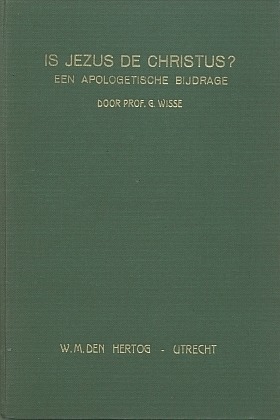 IS JEZUS DE CHRISTUS?
EEN APOLOGETISCHE BIJDRAGE
DOOR PROF. G. WISSE
W. M. DEN HERTOG - UTRECHT